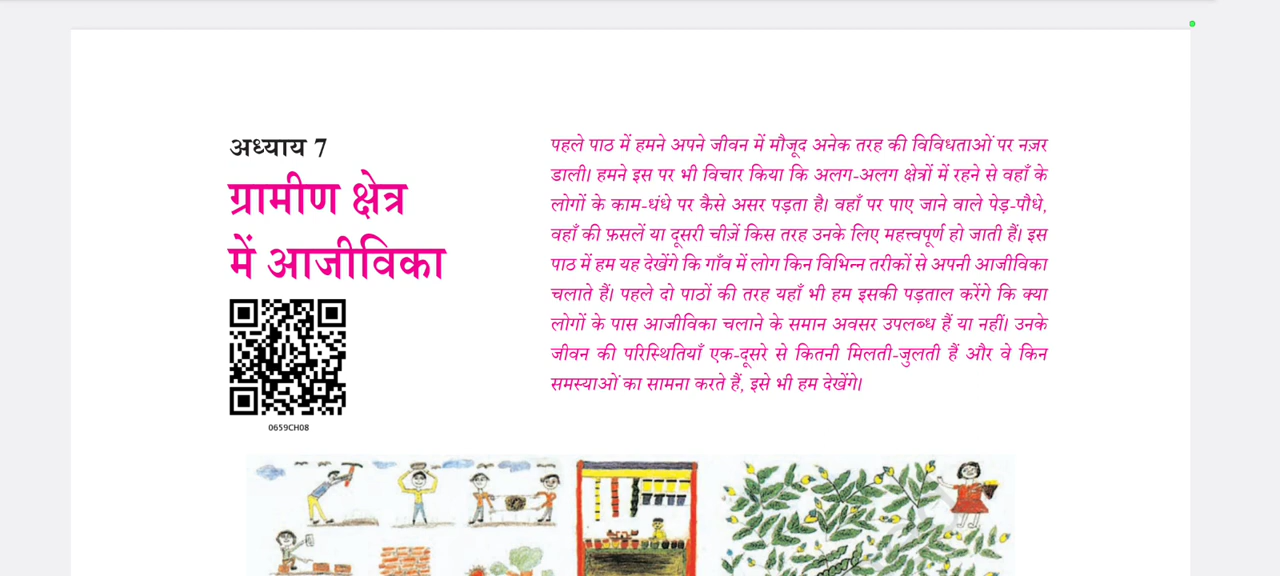 अध्याय 7
ग्रामीण क्षेत्र
में आजीविका
0659CH08
पहले पाठ में हमने अपने जीवन में मौजूद अनेक तरह की विविधताओं पर नज़र
डाली। हमने इस पर भी विचार किया कि अलग-अलग क्षेत्रों में रहने से वहाँ के
लोगों के काम-धंधे पर कैसे असर पड़ता है। वहाँ पर पाए जाने वाले पेड़-पौधे,
वहाँ की फ़सलें या दूसरी चीज़ें किस तरह उनके लिए महत्त्वपूर्ण हो जाती हैं। इस
पाठ में हम यह देखेंगे कि गाँव में लोग किन विभिन्न तरीकों से अपनी आजीविका
चलाते हैं। पहले दो पाठों की तरह यहाँ भी हम इसकी पड़ताल करेंगे कि क्या
लोगों के पास आजीविका चलाने के समान अवसर उपलब्ध हैं या नहीं। उनके
जीवन की परिस्थितियाँ एक-दूसरे से कितनी मिलती-जुलती हैं और वे किन
समस्याओं का सामना करते हैं, इसे भी हम देखेंगे।